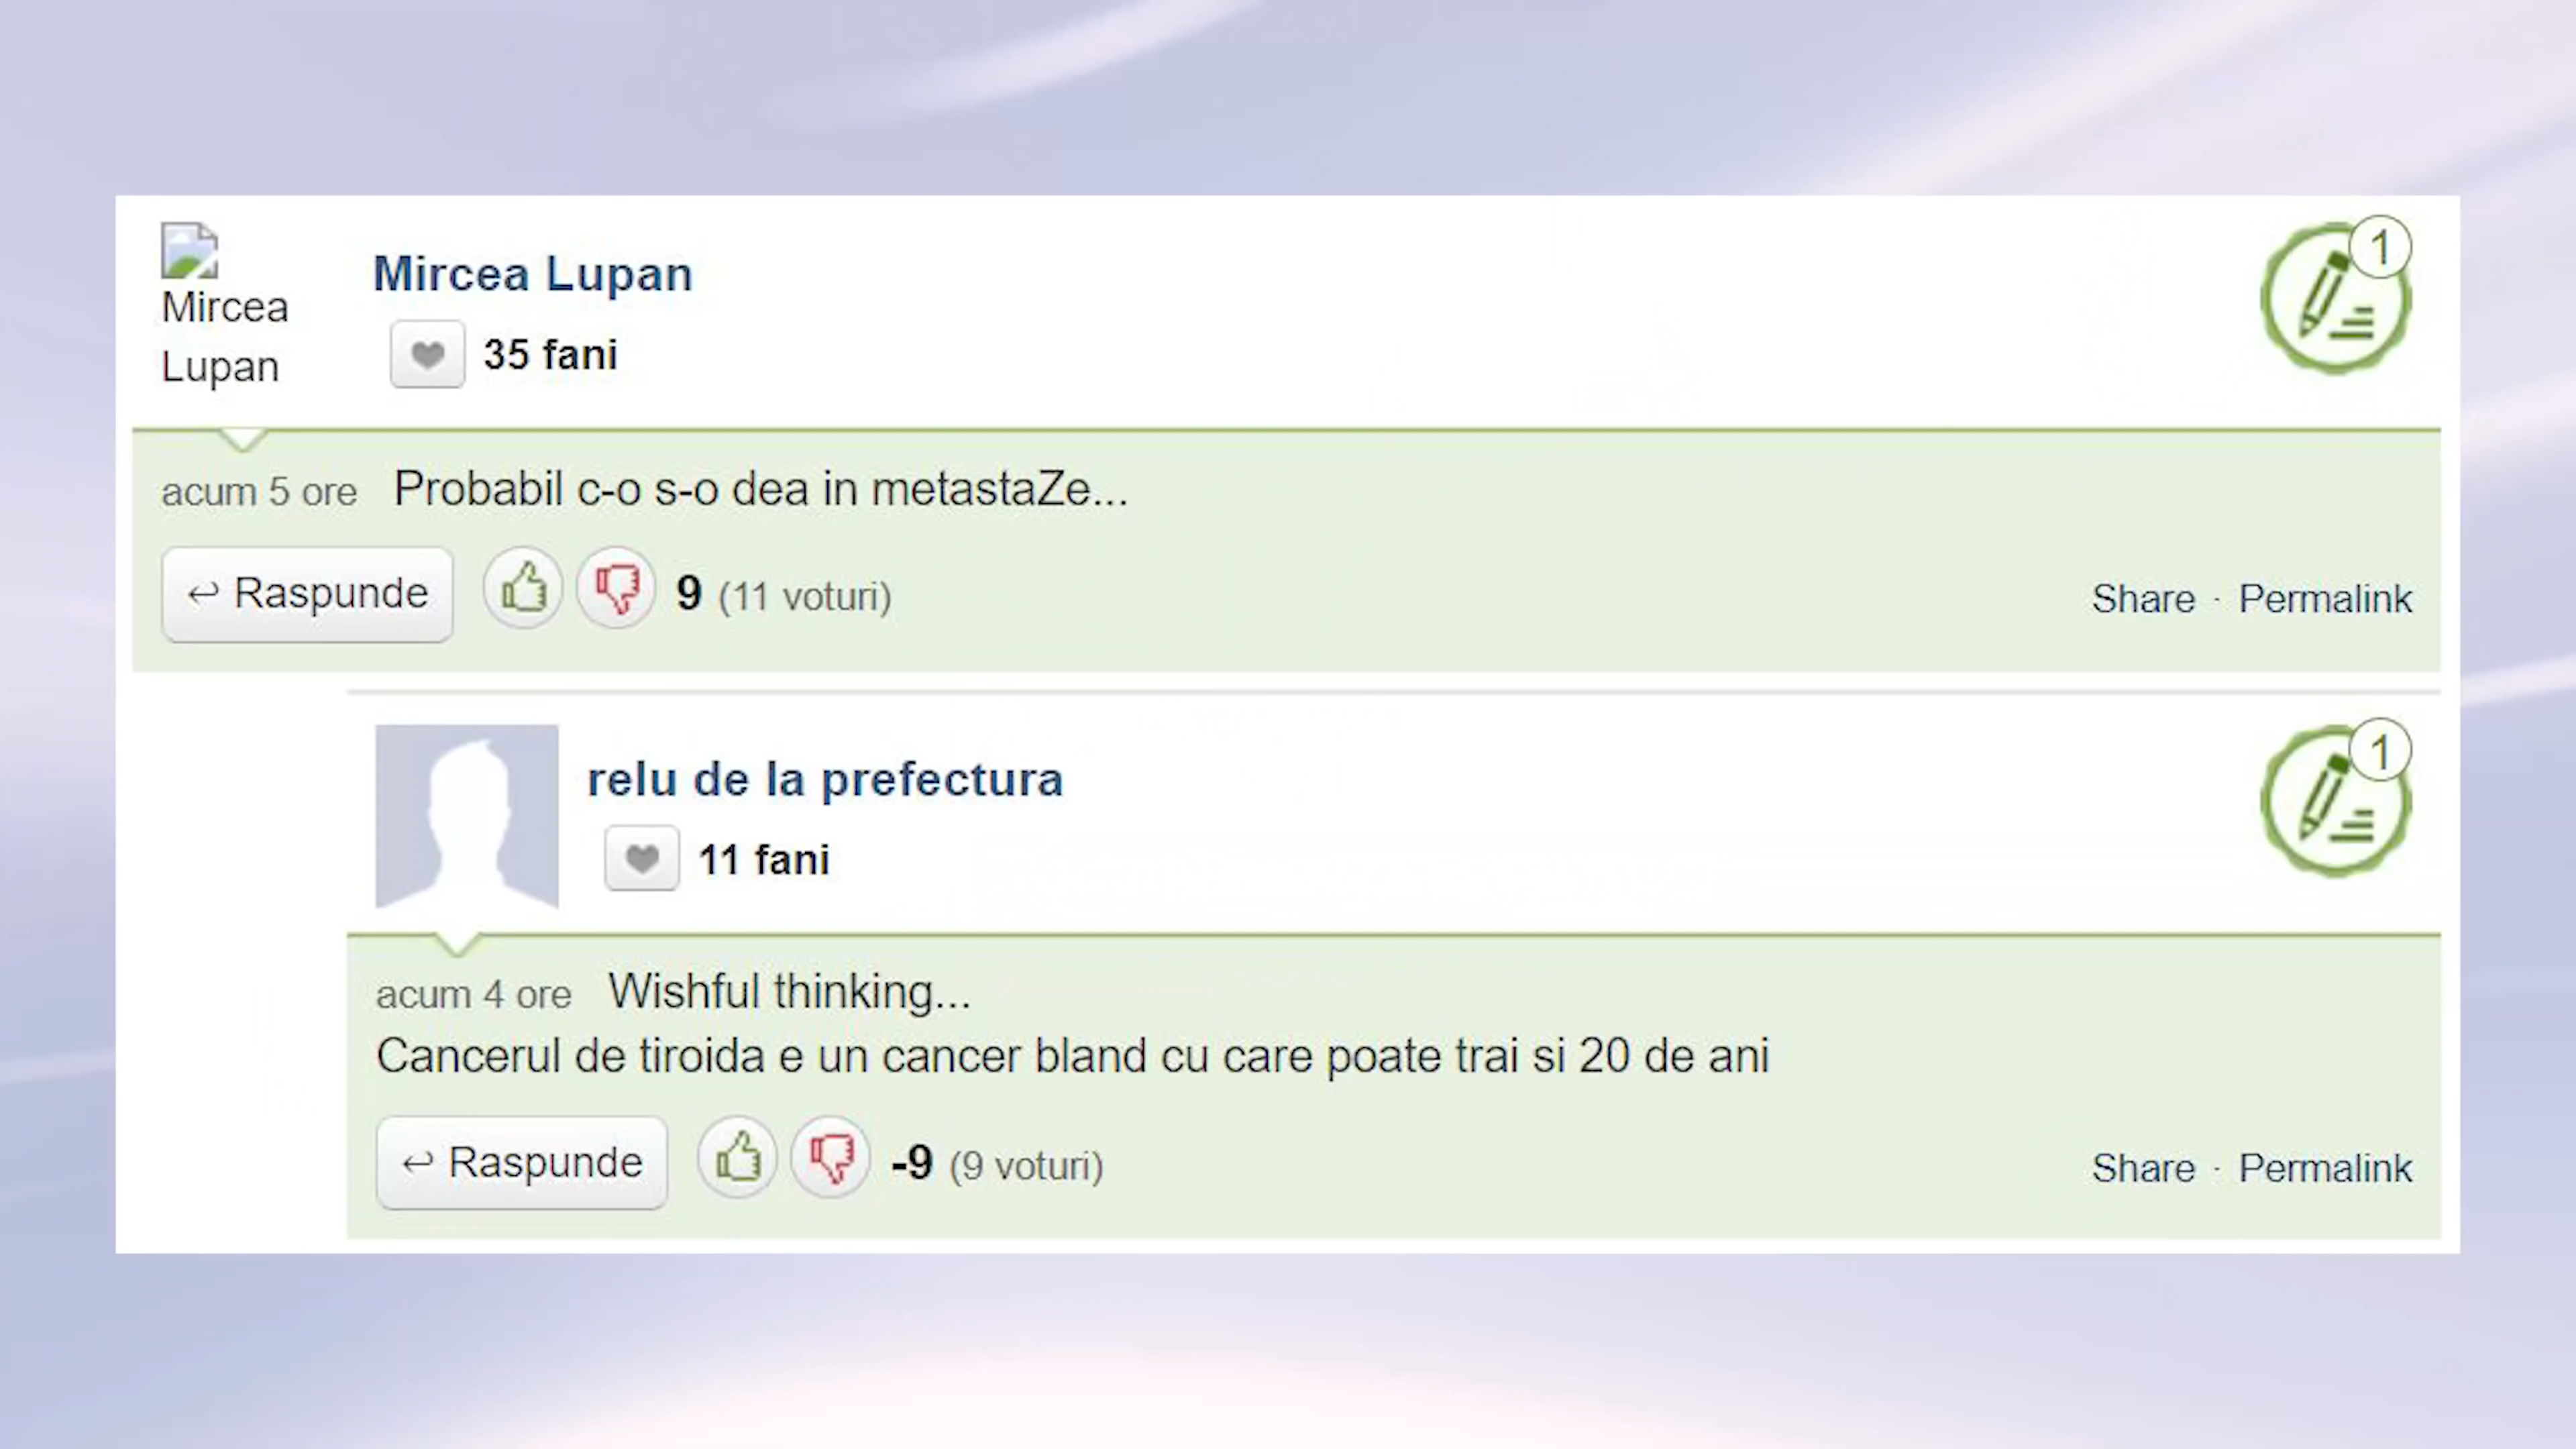 Mircea
Lupan
Mircea Lupan
35 fani
1
acum 5 ore Probabil c-o s-o dea in metastaZe...
Raspunde 9 (11 voturi) Share · Permalink
relu de la prefectura
11 fani
1
acum 4 ore Wishful thinking...
Cancerul de tiroida e un cancer bland cu care poate trai si 20 de ani
Raspunde -9 (9 voturi) Share · Permalink